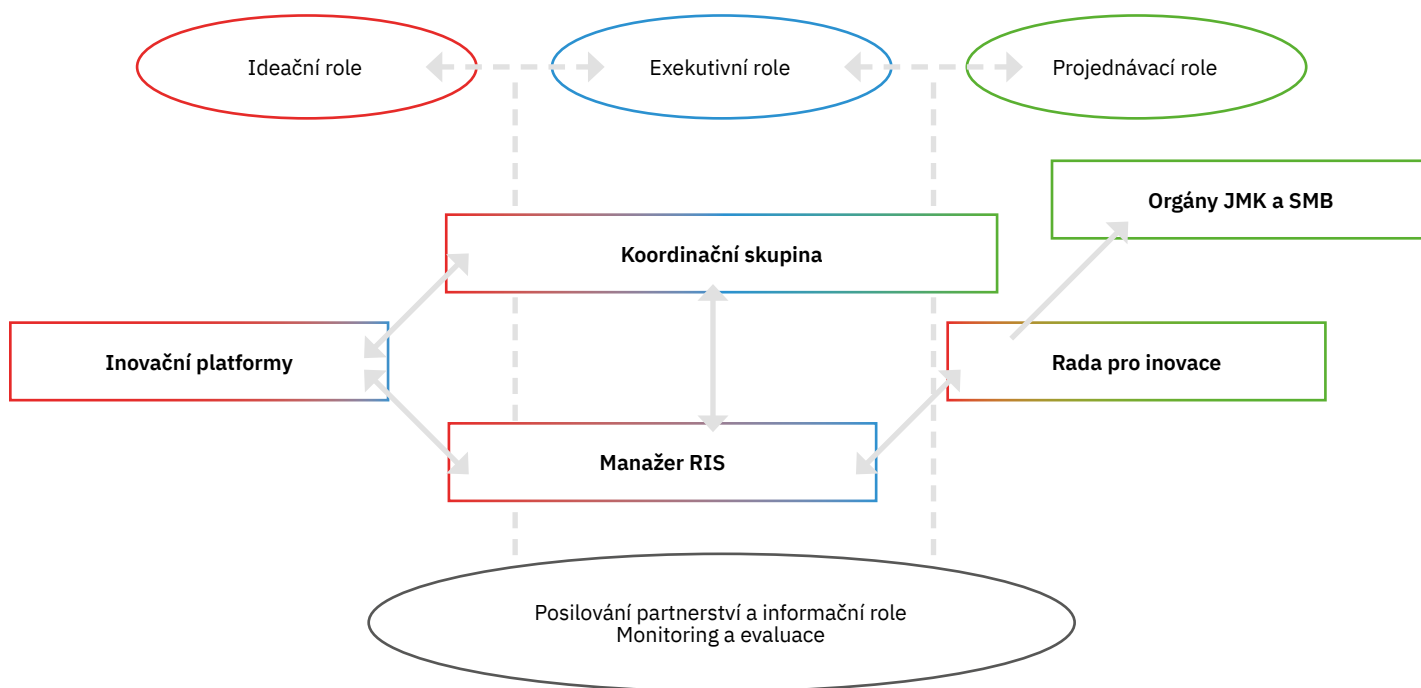 Ideační role
Exekutivní role
Projednávací role
Orgány JMK a SMB
Koordinační skupina
Inovační platformy
Rada pro inovace
Manažer RIS
Posilování partnerství a informační role
Monitoring a evaluace